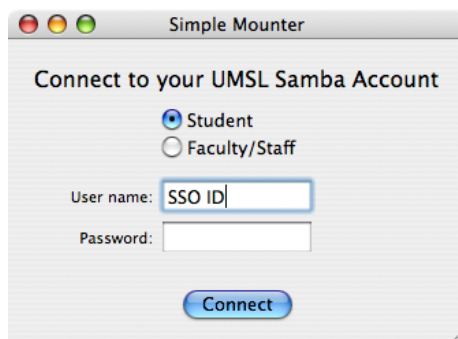 Simple Mounter
Connect to your UMSL Samba Account
Student
Faculty/Staff
User name: SSO ID
Password:
Connect